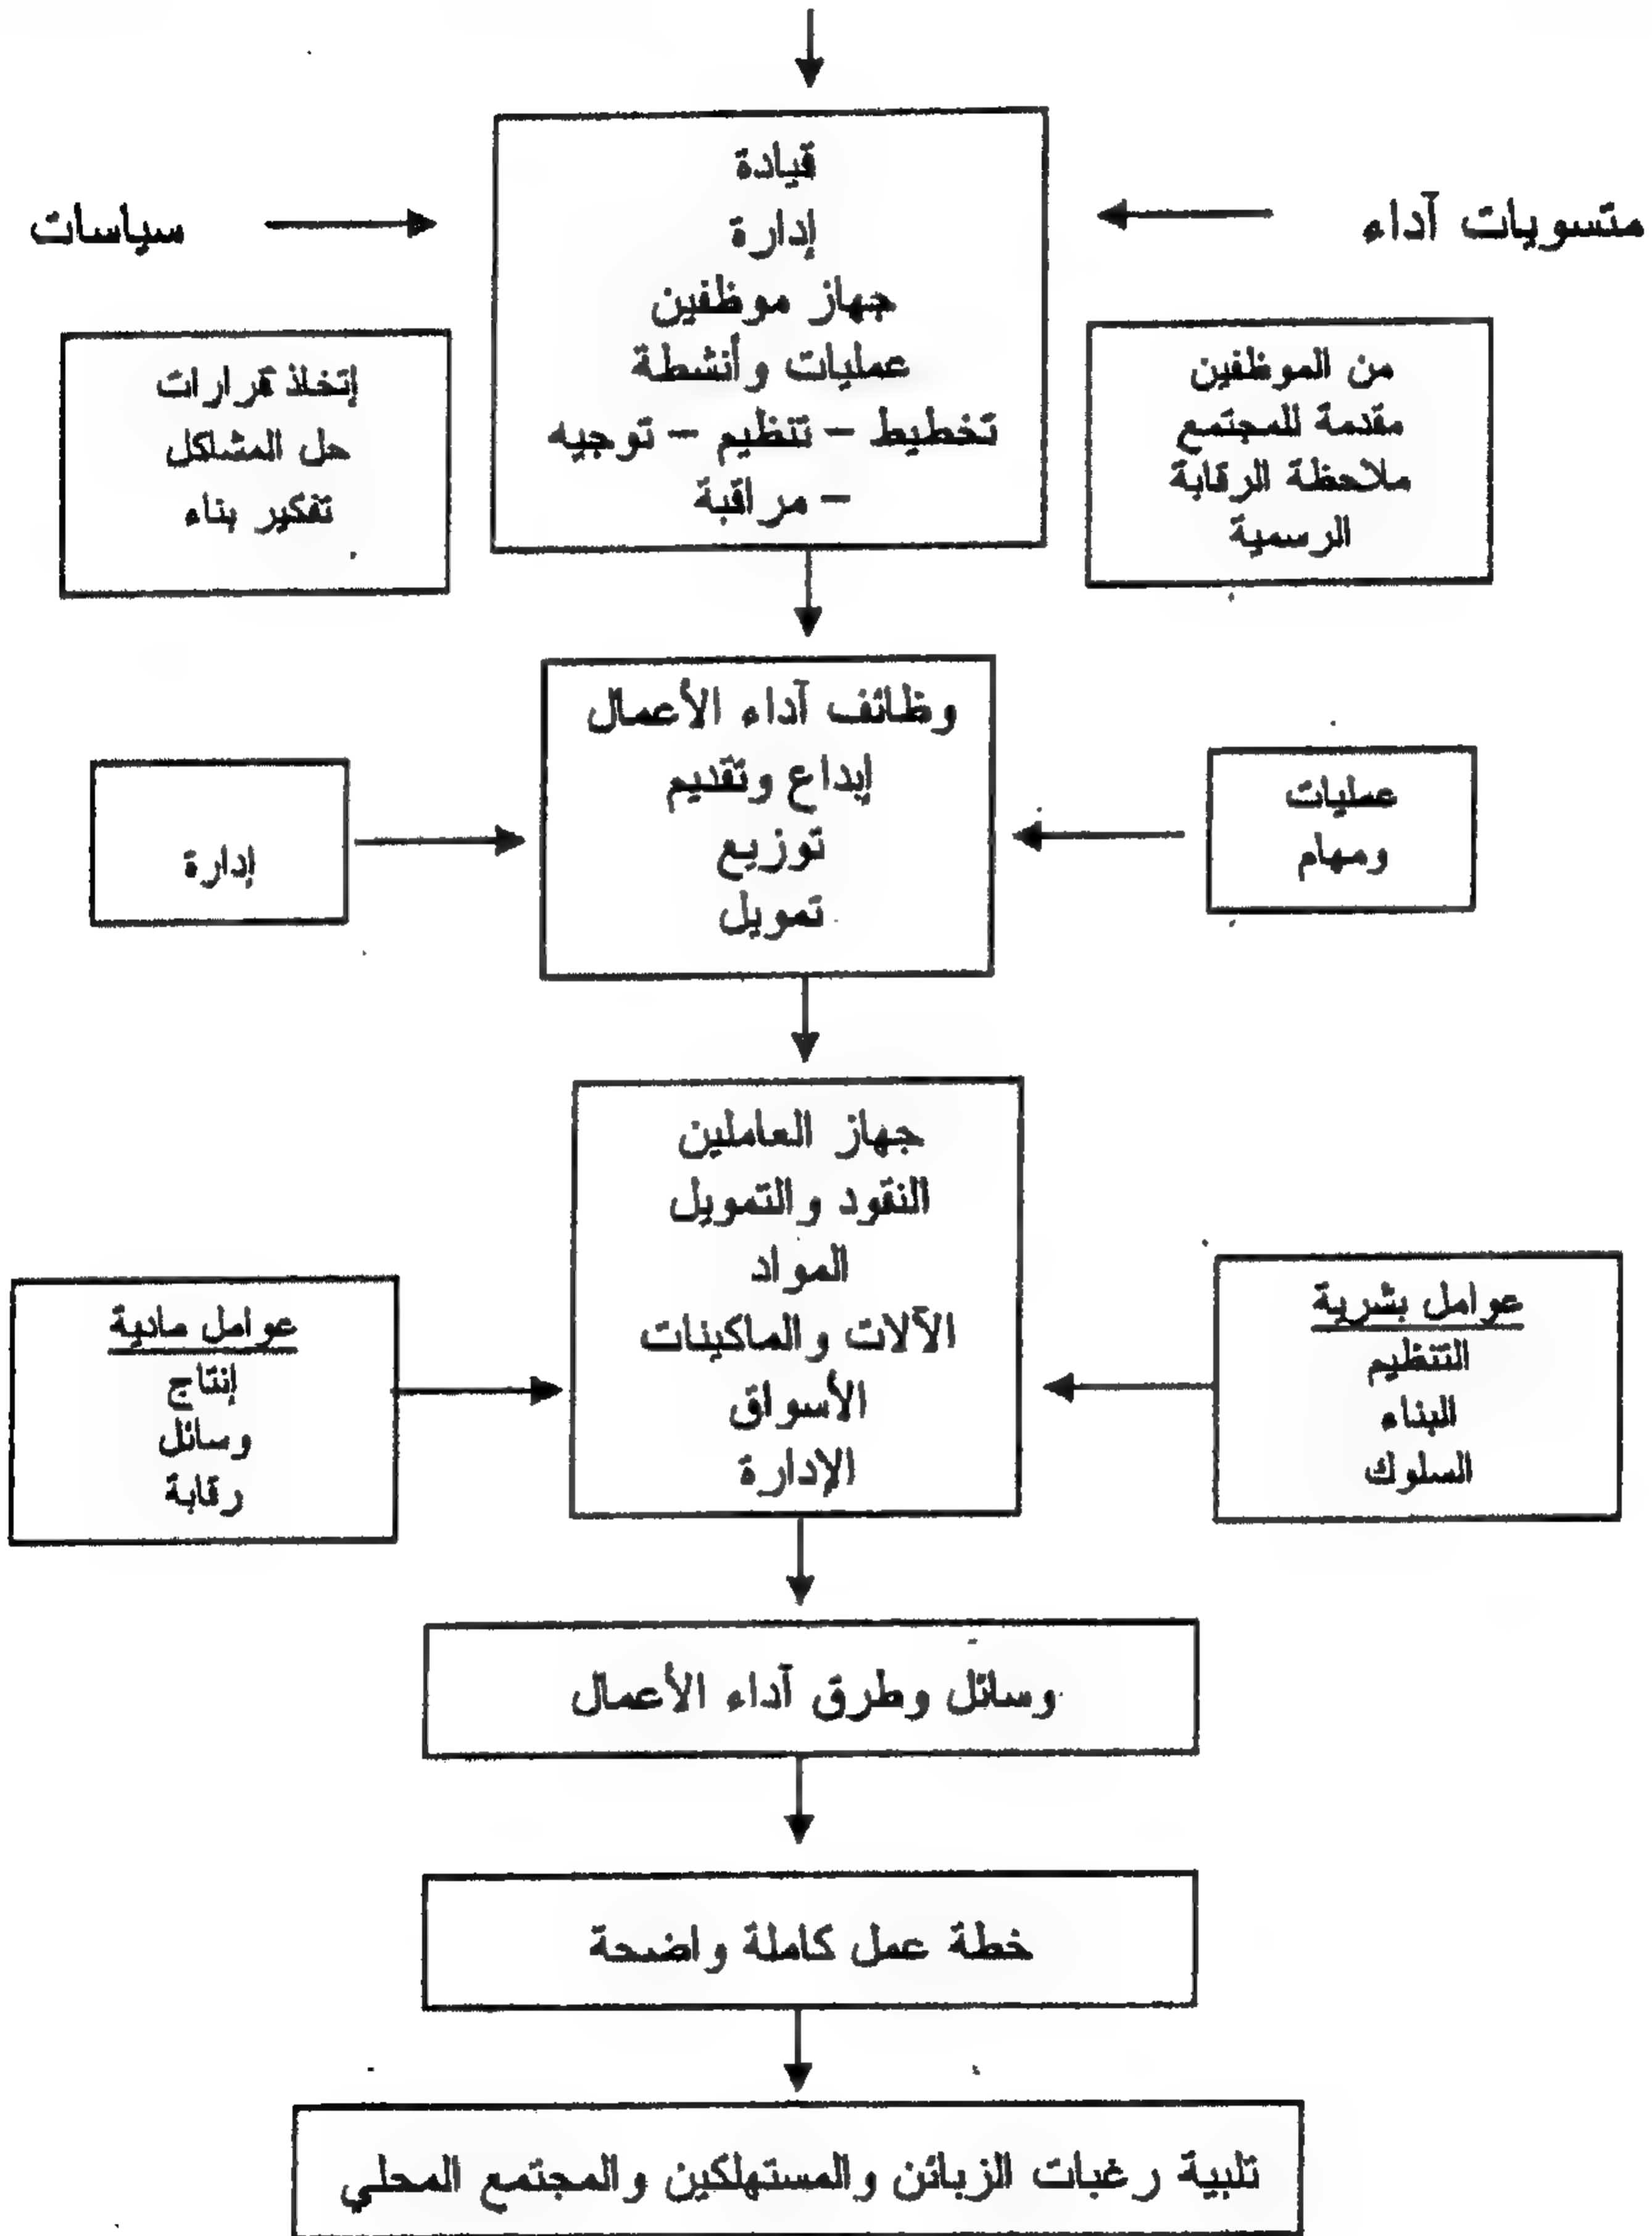 قيادة
إدارة
جهاز موظفين
عمليات وأنشطة
تخطيط – تنظيم – توجيه
– مراقبة
متسويات آداء
سياسات
من الموظفين
مقدمة للمجتمع
ملاحظة الرقابة
الرسمية
إتخاذ قرارات
حل المشاكل
تفكير بناء
وظائف آداء الأعمال
إبداع وتقديم
توزيع
تمويل
عمليات
ومهام
إدارة
جهاز العاملين
النقود والتمويل
المواد
الآلات والماكينات
الأسواق
الإدارة
عوامل بشرية
التنظيم
البناء
السلوك
عوامل مادية
إنتاج
وسائل
رقابة
وسائل وطرق آداء الأعمال
خطة عمل كاملة واضحة
تلبية رغبات الزبائن والمستهلكين والمجتمع المحلي